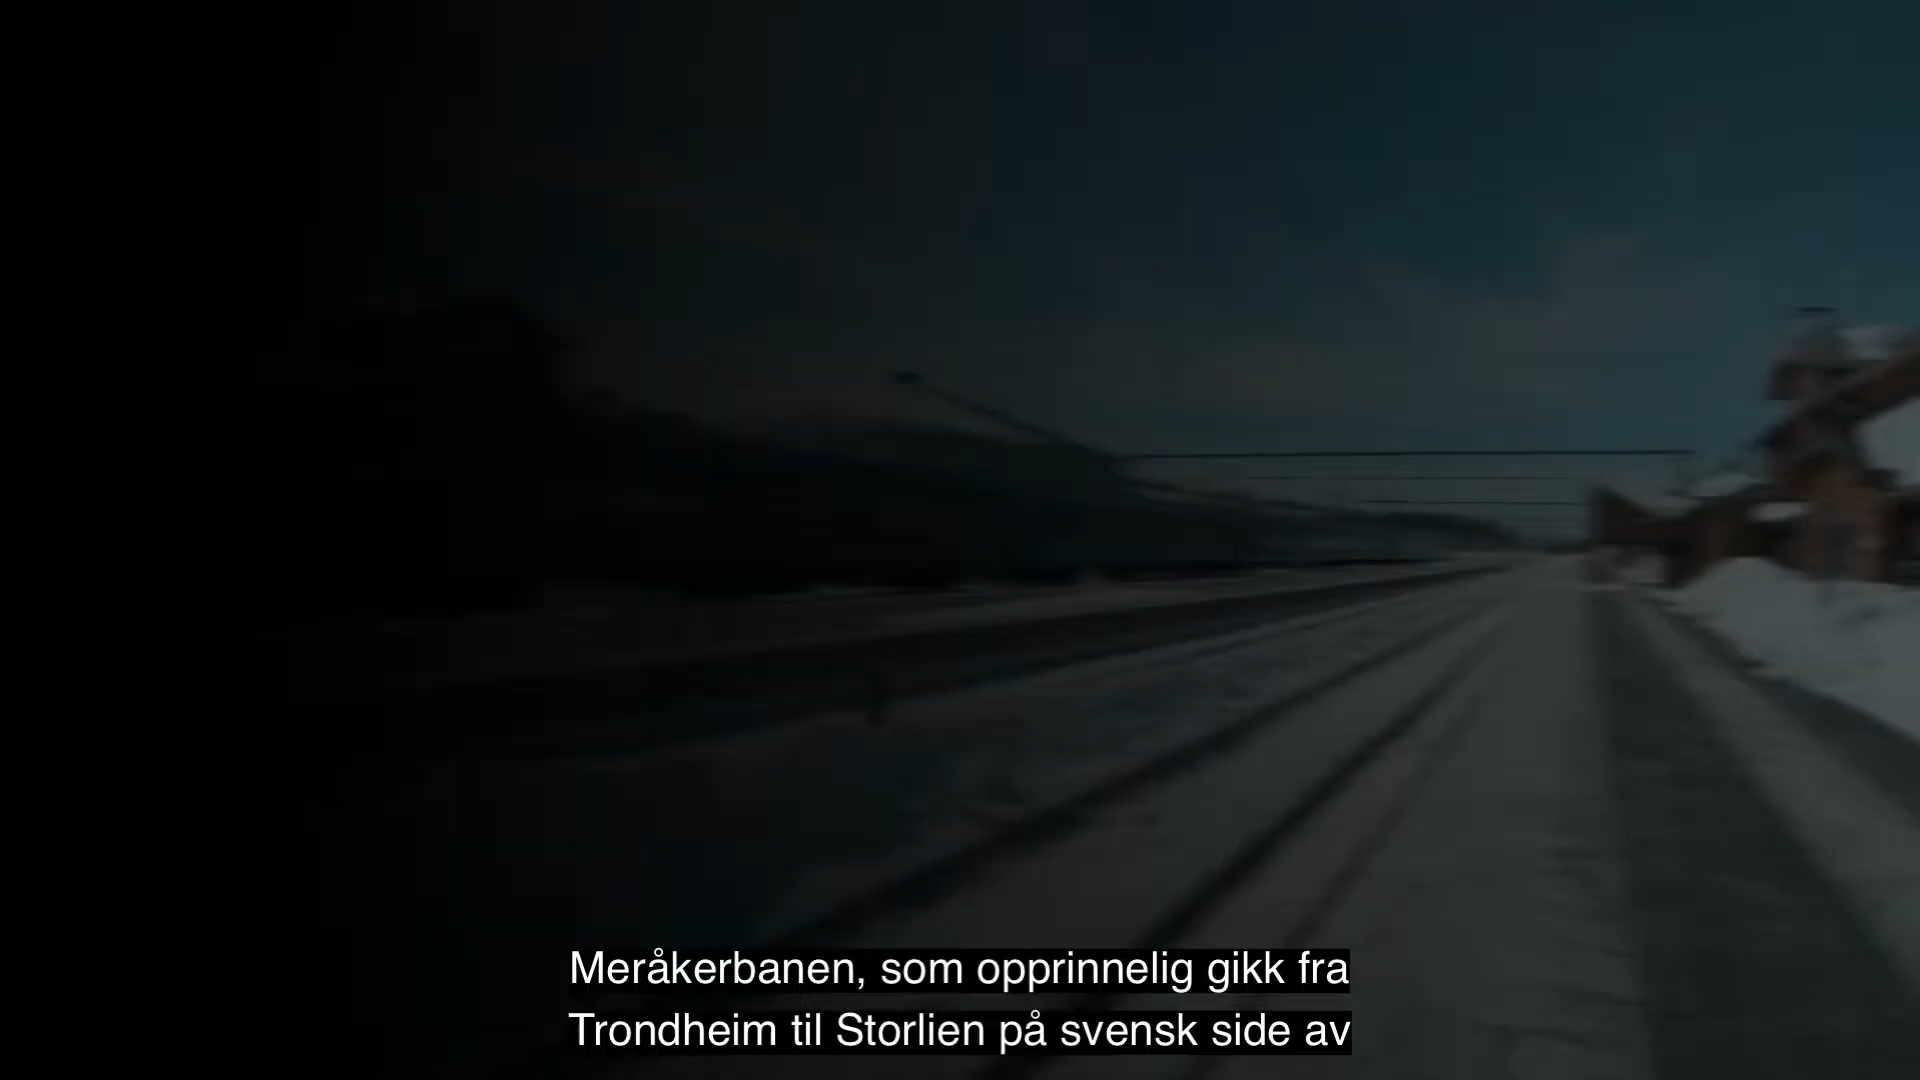 Meråkerbanen, som opprinnelig gikk fra
Trondheim til Storlien på svensk side av